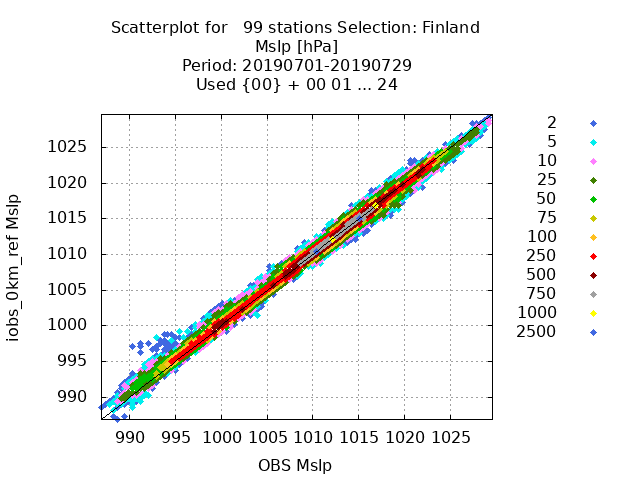 Scatterplot for   99 stations Selection: Finland
Mslp [hPa]
Period: 20190701-20190729
Used {00} + 00 01 ... 24
iobs_0km_ref Mslp
1025
1020
1015
1010
1005
1000
995
990
990 995 1000 1005 1010 1015 1020 1025
OBS Mslp
2
5
10
25
50
75
100
250
500
750
1000
2500